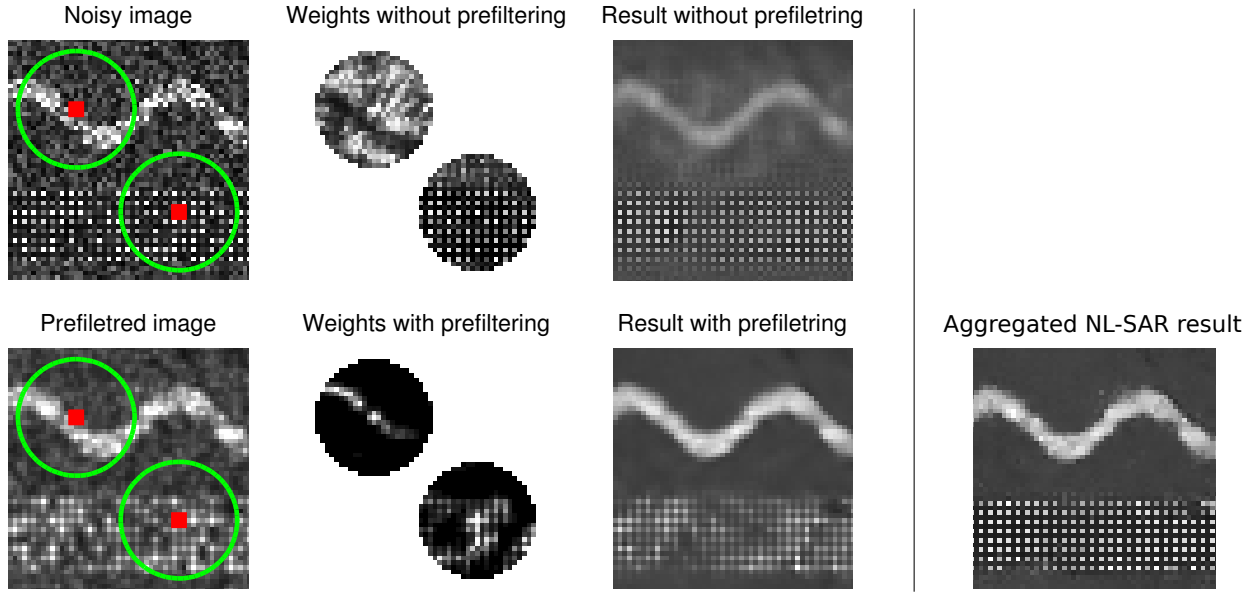 Noisy image
Weights without prefiltering
Result without prefiletring
Prefiletred image
Weights with prefiltering
Result with prefiletring
Aggregated NL-SAR result